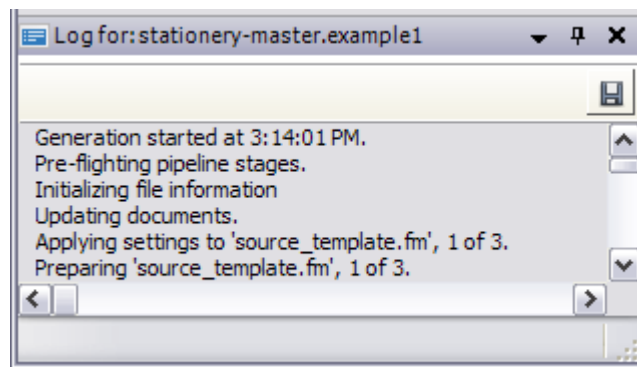 Log for: stationery-master.example1
Generation started at 3:14:01 PM.
Pre-flighting pipeline stages.
Initializing file information
Updating documents.
Applying settings to 'source_template.fm', 1 of 3.
Preparing 'source_template.fm', 1 of 3.